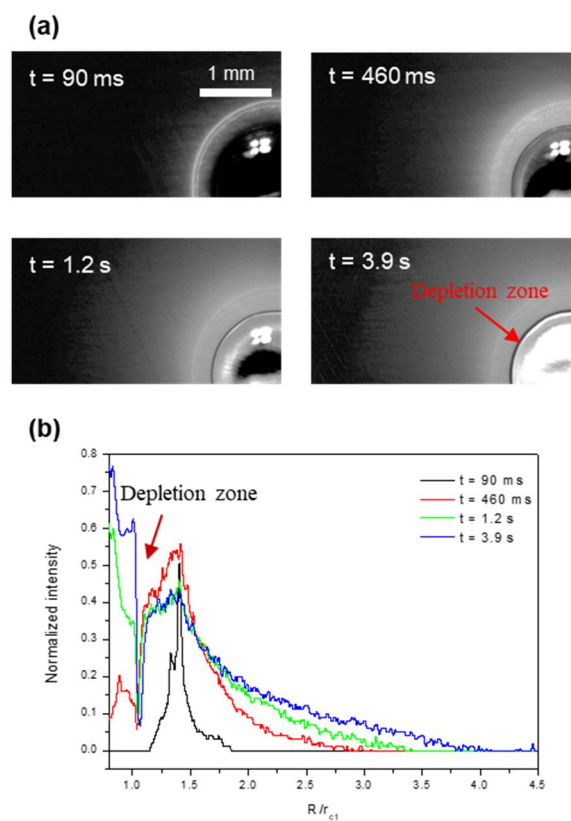 (a)
t = 90 ms
1 mm
t = 460 ms
t = 1.2 s
t = 3.9 s
Depletion zone
(b)
Depletion zone
t = 90 ms
t = 460 ms
t = 1.2 s
t = 3.9 s
Normalized intensity
0.8
0.7
0.6
0.5
0.4
0.3
0.2
0.1
0.0
1.0 1.5 2.0 2.5 3.0 3.5 4.0 4.5
R/rc1